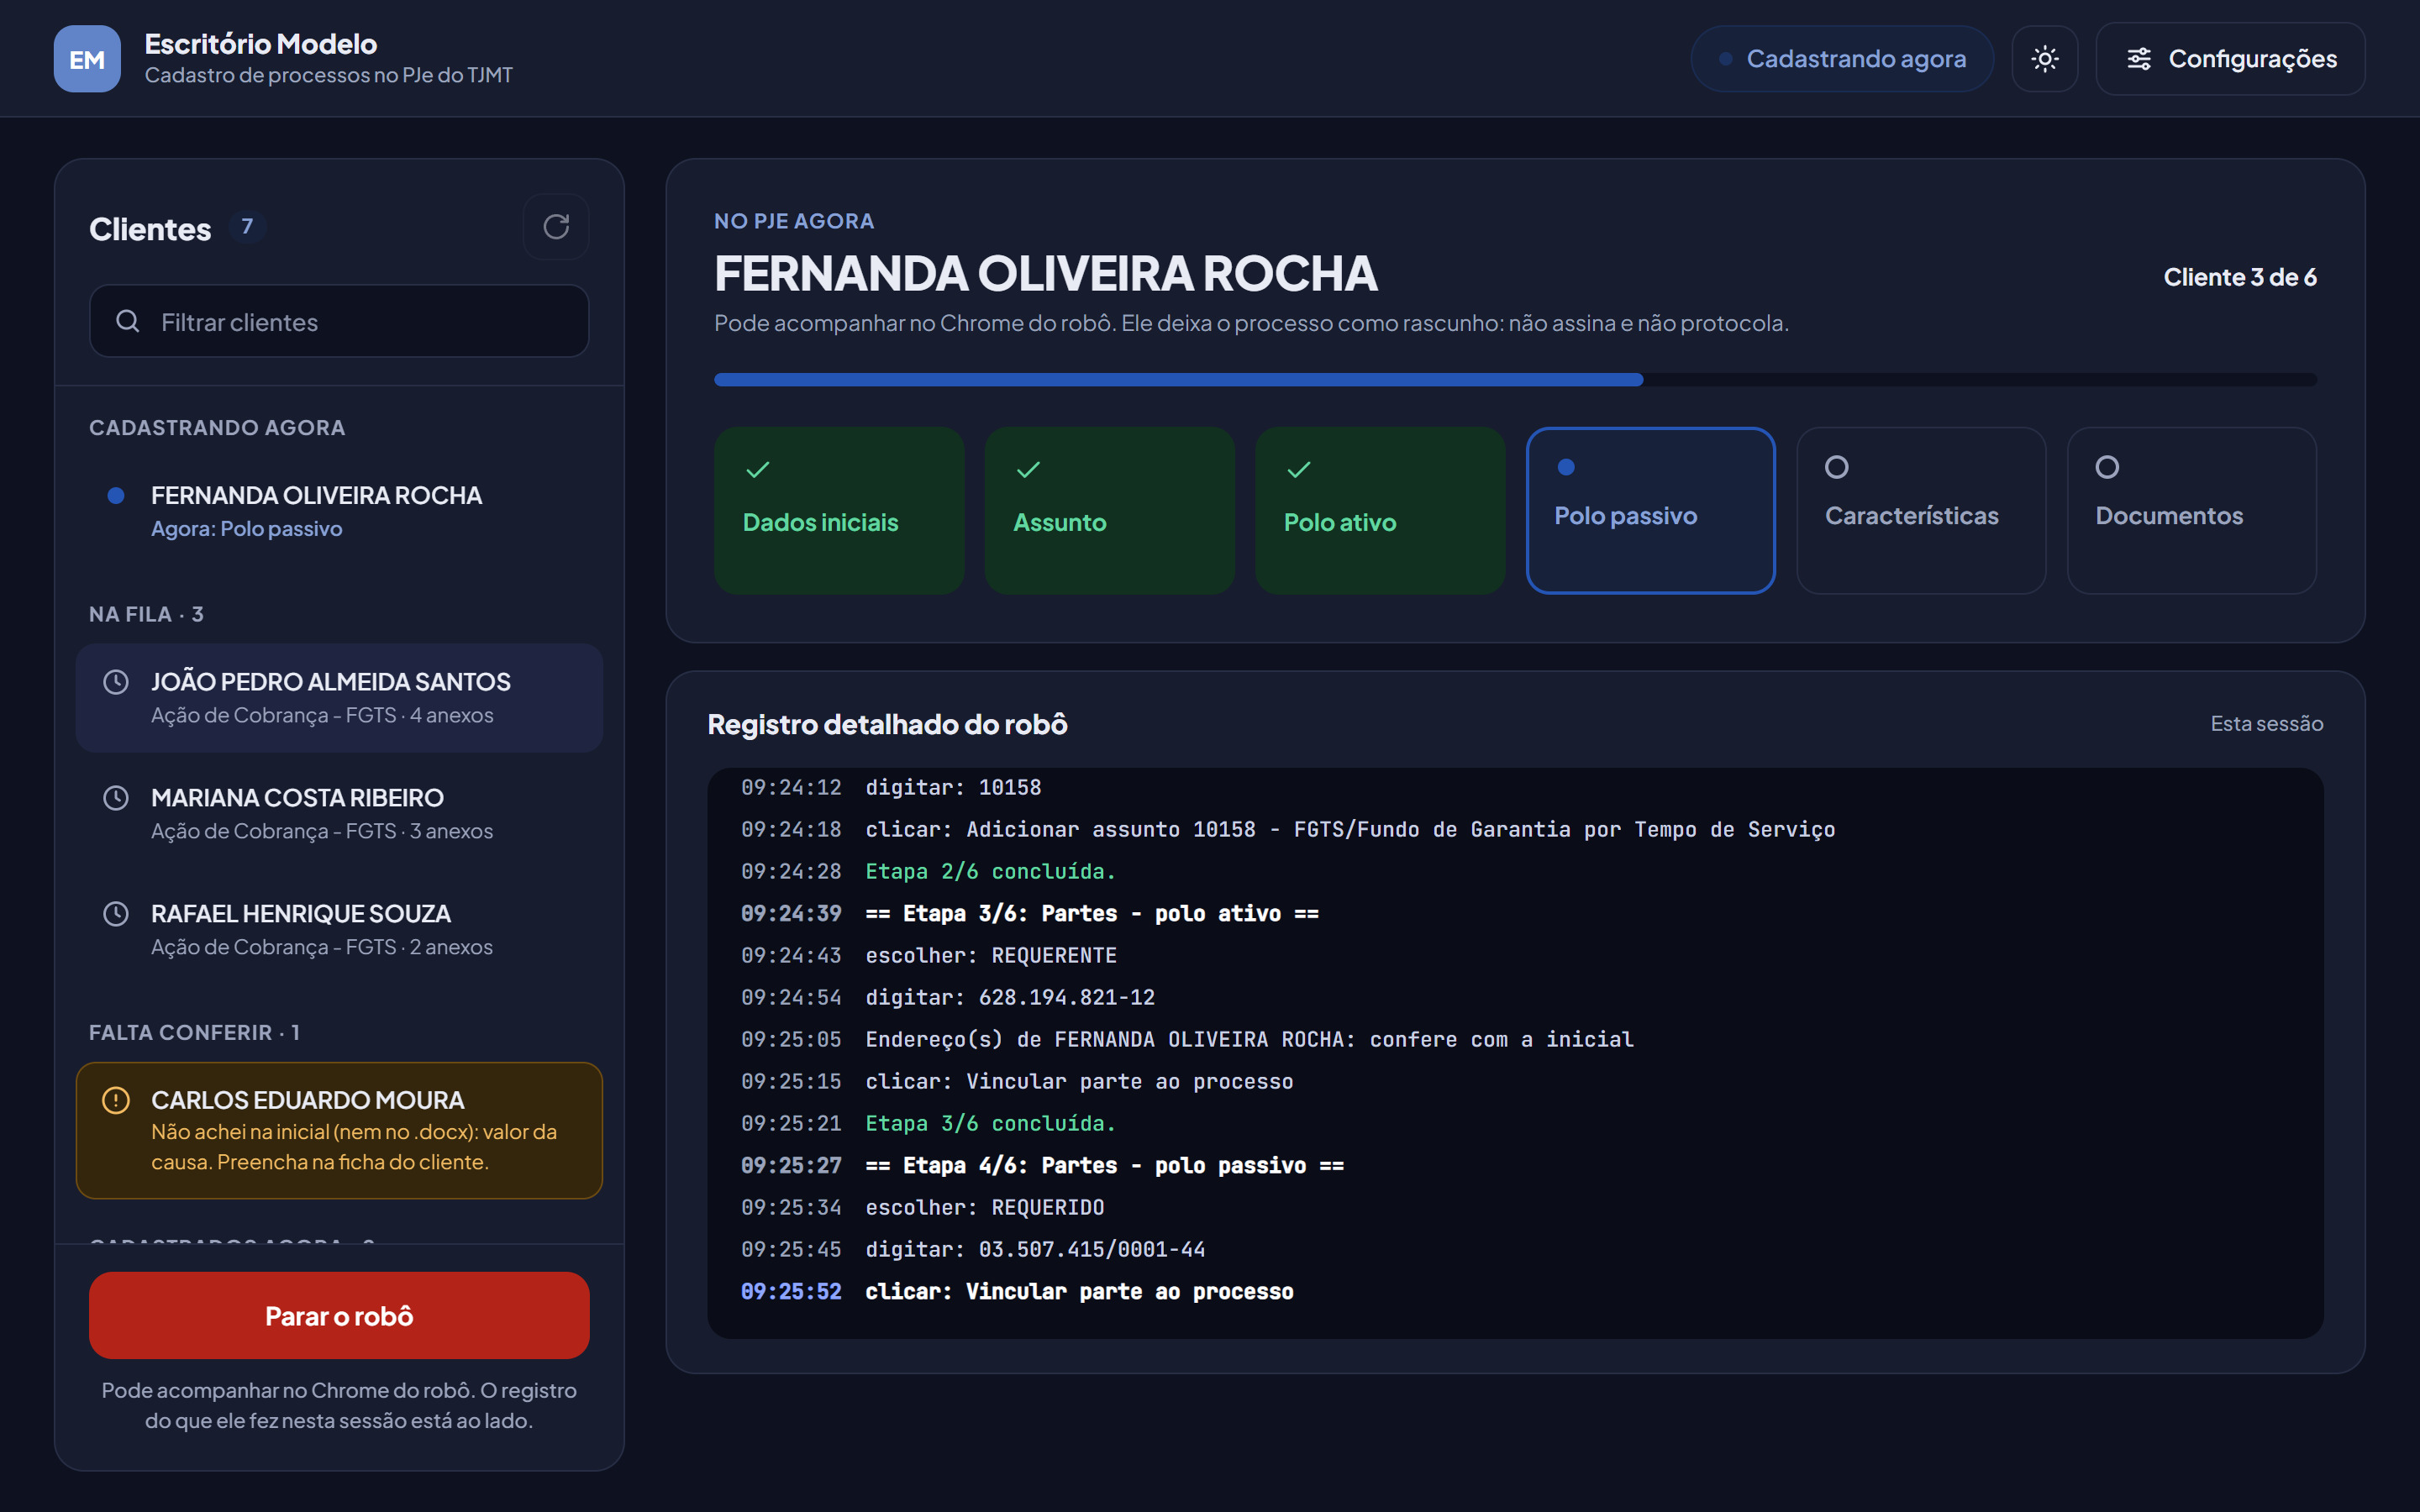 EM
Escritório Modelo
Cadastro de processos no PJe do TJMT
Cadastrando agora
Configurações
Clientes 7
Filtrar clientes
CADASTRANDO AGORA
FERNANDA OLIVEIRA ROCHA
Agora: Polo passivo
NA FILA · 3
JOÃO PEDRO ALMEIDA SANTOS
Ação de Cobrança - FGTS · 4 anexos
MARIANA COSTA RIBEIRO
Ação de Cobrança - FGTS · 3 anexos
RAFAEL HENRIQUE SOUZA
Ação de Cobrança - FGTS · 2 anexos
FALTA CONFERIR · 1
CARLOS EDUARDO MOURA
Não achei na inicial (nem no .docx): valor da
causa. Preencha na ficha do cliente.
CADASTRADOS AGORA ·
Parar o robô
Pode acompanhar no Chrome do robô. O registro
do que ele fez nesta sessão está ao lado.
NO PJE AGORA
FERNANDA OLIVEIRA ROCHA
Cliente 3 de 6
Pode acompanhar no Chrome do robô. Ele deixa o processo como rascunho: não assina e não protocola.
Dados iniciais
Assunto
Polo ativo
Polo passivo
Características
Documentos
Registro detalhado do robô
Esta sessão
09:24:12 digitar: 10158
09:24:18 clicar: Adicionar assunto 10158 - FGTS/Fundo de Garantia por Tempo de Serviço
09:24:28 Etapa 2/6 concluída.
09:24:39 == Etapa 3/6: Partes - polo ativo ==
09:24:43 escolher: REQUERENTE
09:24:54 digitar: 628.194.821-12
09:25:05 Endereço(s) de FERNANDA OLIVEIRA ROCHA: confere com a inicial
09:25:15 clicar: Vincular parte ao processo
09:25:21 Etapa 3/6 concluída.
09:25:27 == Etapa 4/6: Partes - polo passivo ==
09:25:34 escolher: REQUERIDO
09:25:45 digitar: 03.507.415/0001-44
09:25:52 clicar: Vincular parte ao processo